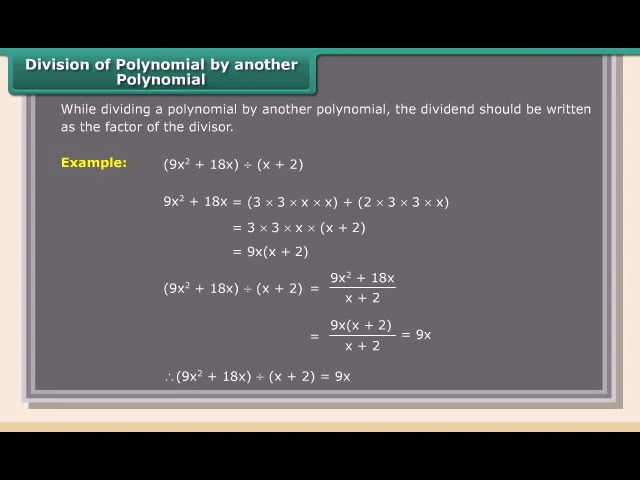 Division of Polynomial by another
Polynomial
While dividing a polynomial by another polynomial, the dividend should be written
as the factor of the divisor.
Example: (9x² + 18x) ÷ (x + 2)
9x² + 18x = (3 × 3 × x × x) + (2 × 3 × 3 × x)
= 3 × 3 × x × (x + 2)
= 9x(x + 2)
(9x² + 18x) ÷ (x + 2) = 9x² + 18x
x + 2
= 9x(x + 2) = 9x
x + 2
∴ (9x² + 18x) ÷ (x + 2) = 9x